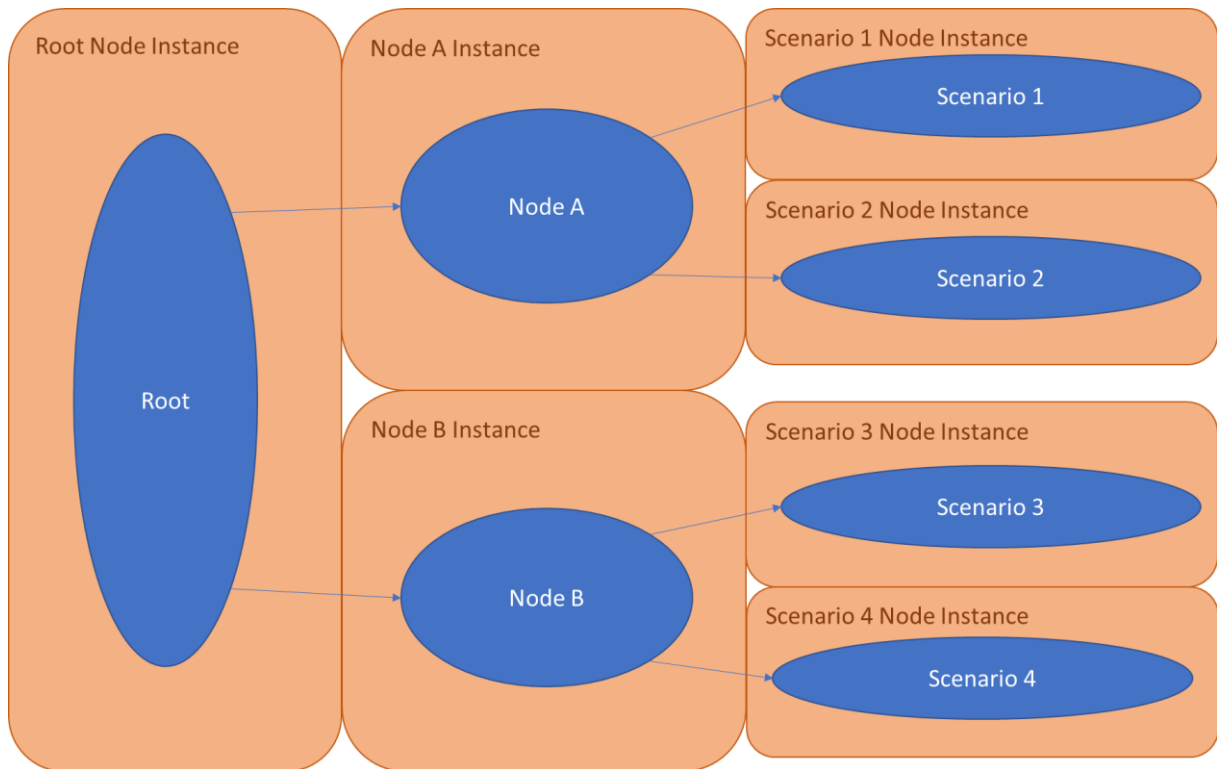 Root Node Instance
Root
Node A Instance
Node A
Node B Instance
Node B
Scenario 1 Node Instance
Scenario 1
Scenario 2 Node Instance
Scenario 2
Scenario 3 Node Instance
Scenario 3
Scenario 4 Node Instance
Scenario 4